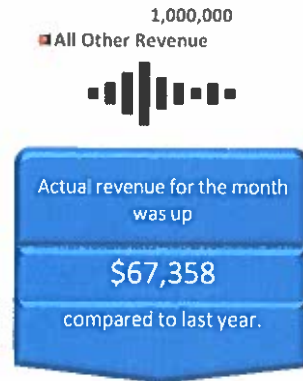 1,000,000
All Other Revenue
Actual revenue for the month
was up
$67,358
compared to last year.